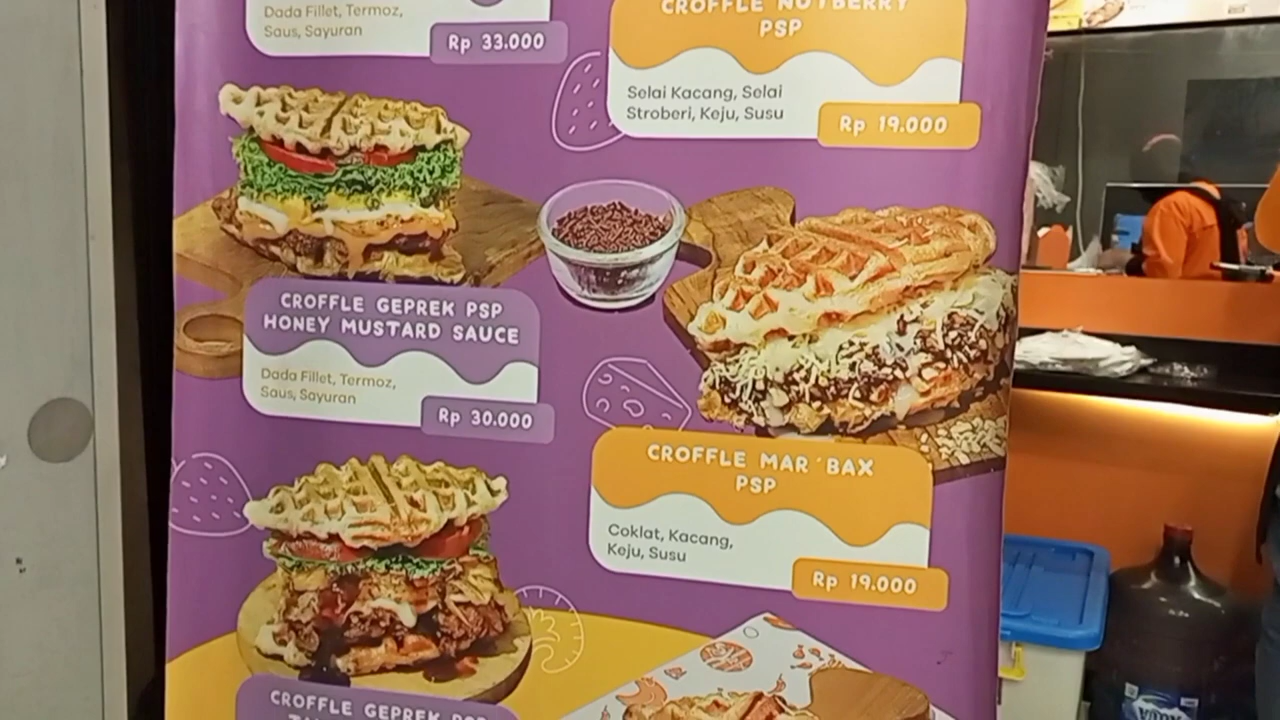 Dada Fillet, Termoz,
Saus, Sayuran
Rp 33.000
CROFFLE NUTBERRY
PSP
Selai Kacang, Selai
Stroberi, Keju, Susu
Rp 19.000
CROFFLE GEPREK PSP
HONEY MUSTARD SAUCE
Dada Fillet, Termoz,
Saus, Sayuran
Rp 30.000
CROFFLE MAR'BAX
PSP
Coklat, Kacang,
Keju, Susu
Rp 19.000
CROFFLE GEPREK PSP